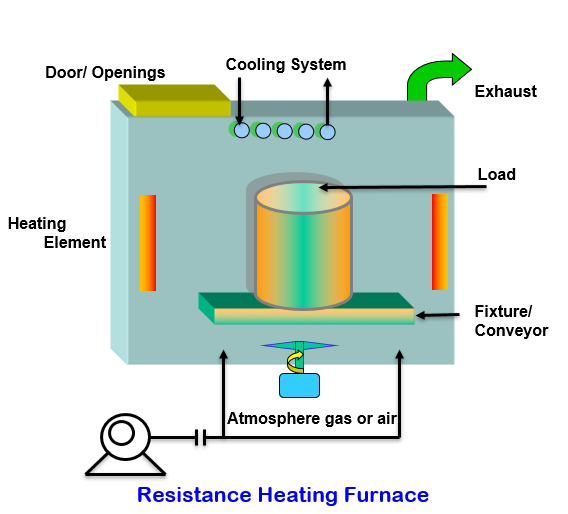 Door/ Openings
Cooling System
Exhaust
Load
Heating
Element
Fixture/
Conveyor
Atmosphere gas or air
Resistance Heating Furnace